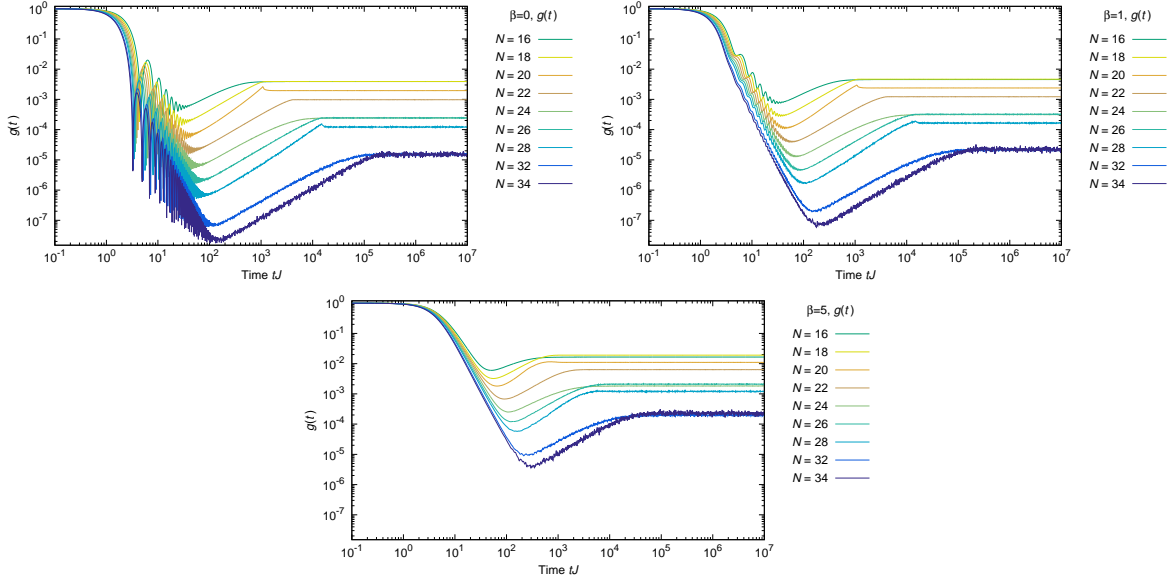 β=0, g(t)
N = 16
N = 18
N = 20
N = 22
N = 24
N = 26
N = 28
N = 32
N = 34
g(t)
10^0
10^-1
10^-2
10^-3
10^-4
10^-5
10^-6
10^-7
10^-1 10^0 10^1 10^2 10^3 10^4 10^5 10^6 10^7
Time tJ
β=1, g(t)
N = 16
N = 18
N = 20
N = 22
N = 24
N = 26
N = 28
N = 32
N = 34
g(t)
10^0
10^-1
10^-2
10^-3
10^-4
10^-5
10^-6
10^-7
10^-1 10^0 10^1 10^2 10^3 10^4 10^5 10^6 10^7
Time tJ
β=5, g(t)
N = 16
N = 18
N = 20
N = 22
N = 24
N = 26
N = 28
N = 32
N = 34
g(t)
10^0
10^-1
10^-2
10^-3
10^-4
10^-5
10^-6
10^-7
10^-1 10^0 10^1 10^2 10^3 10^4 10^5 10^6 10^7
Time tJ